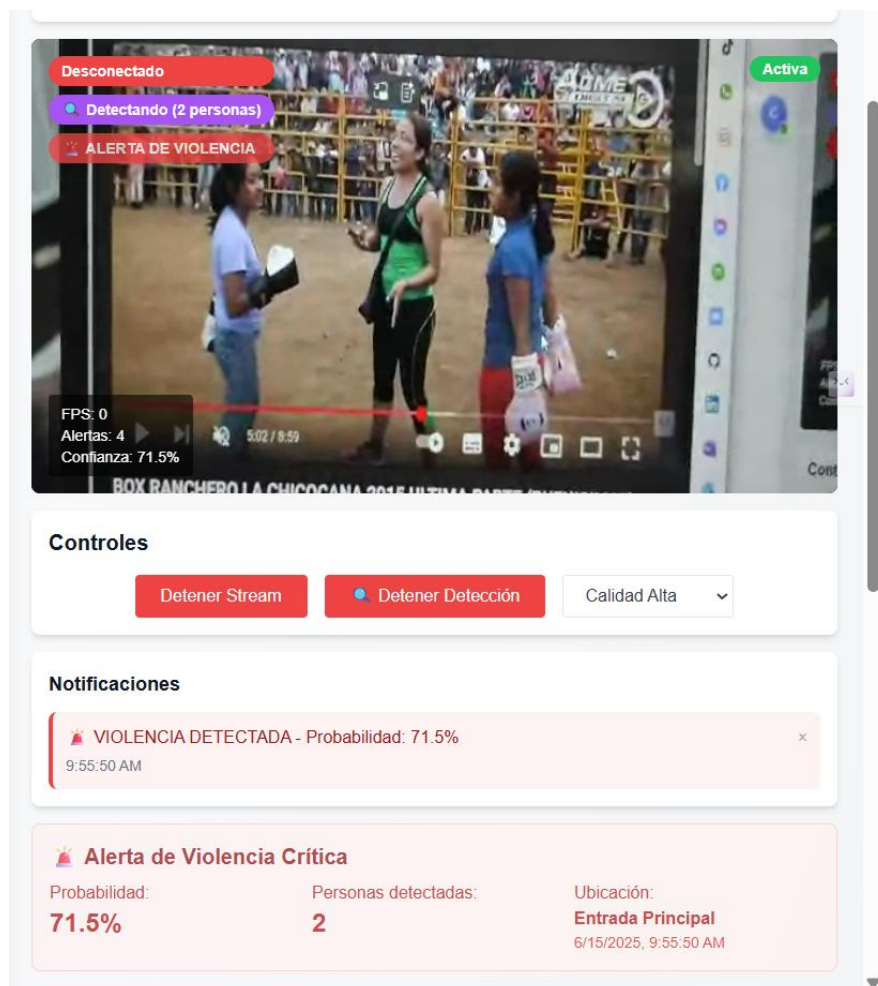 Desconectado
Activa
Detectando (2 personas)
ALERTA DE VIOLENCIA
ACME
FPS: 0
Alertas: 4
Confianza: 71.5%
5:02 / 8:59
BOX RANCHERO LA CHICOCANA 2015 ULTIMA PARTE
Controles
Detener Stream
Detener Detección
Calidad Alta
Notificaciones
VIOLENCIA DETECTADA - Probabilidad: 71.5%
×
9:55:50 AM
Alerta de Violencia Crítica
Probabilidad:
Personas detectadas:
Ubicación:
71.5%
2
Entrada Principal
6/15/2025, 9:55:50 AM